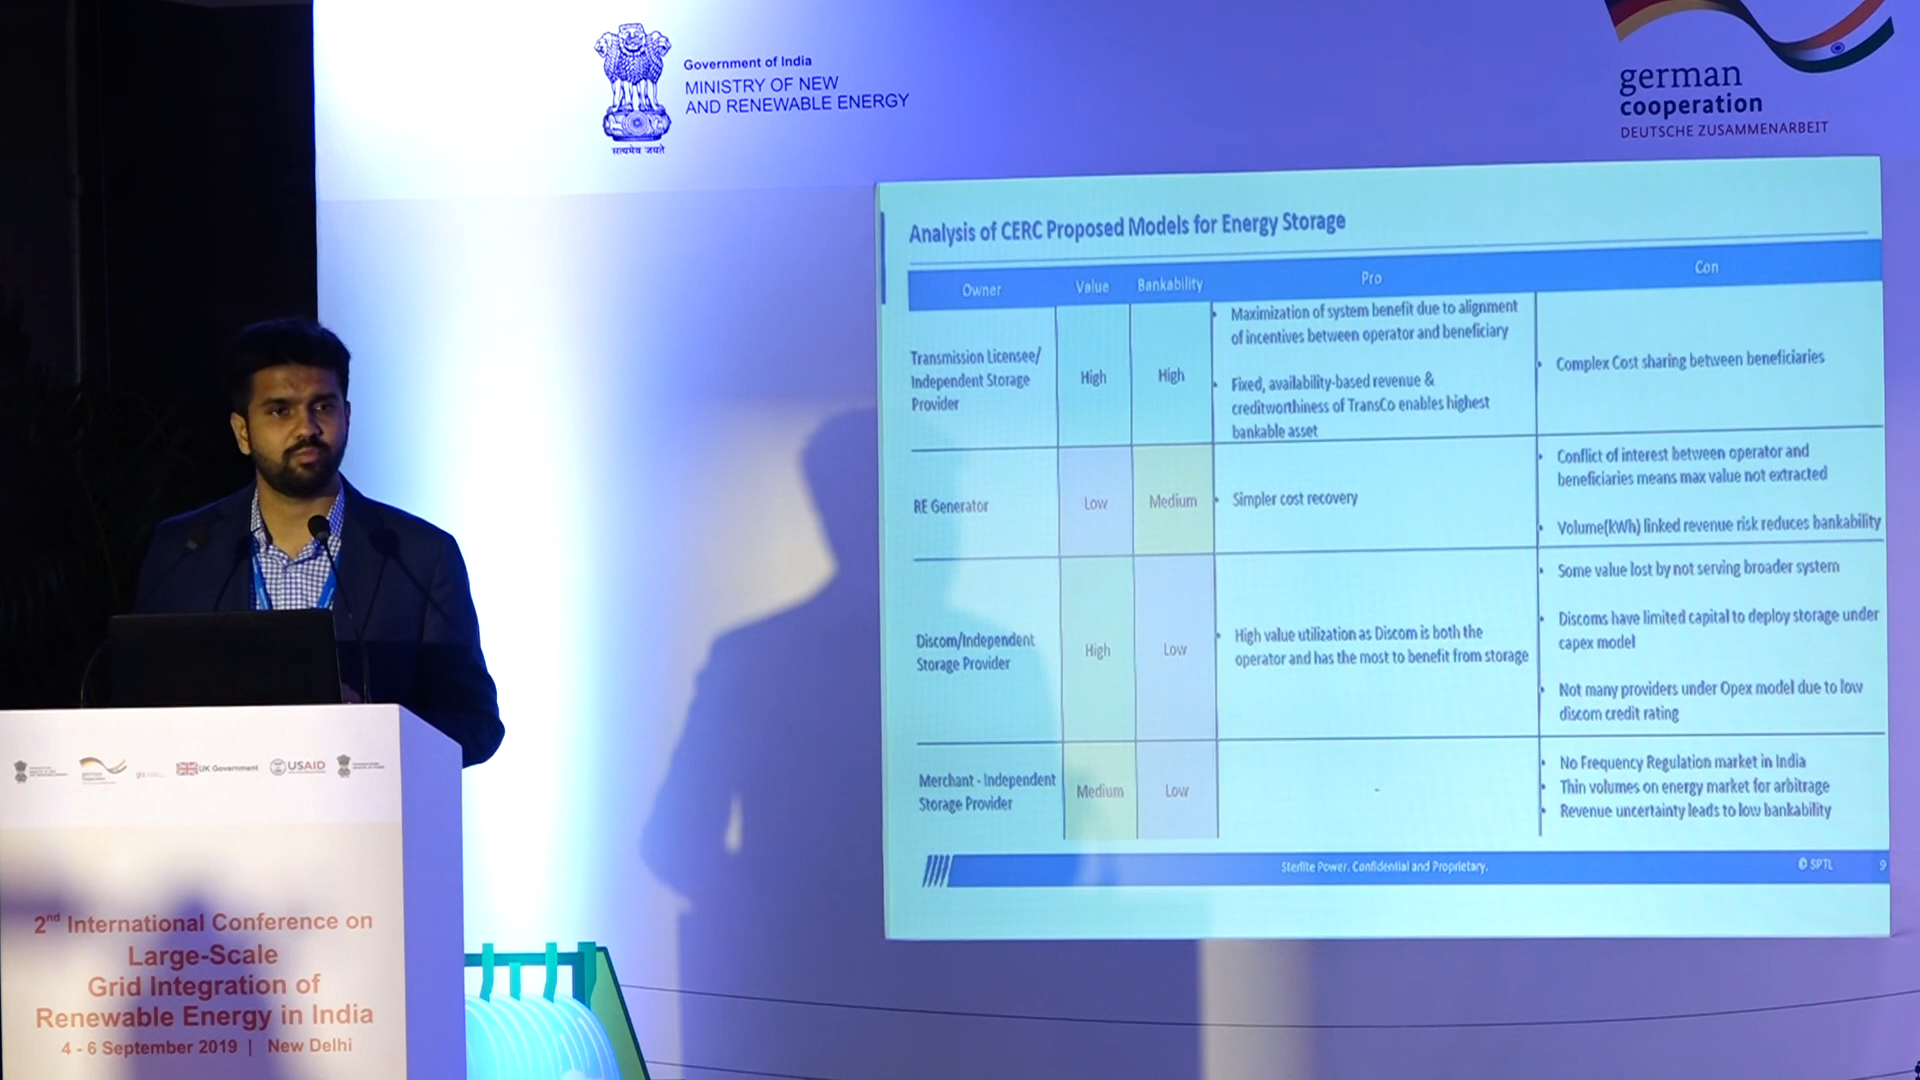 Government of India
MINISTRY OF NEW
AND RENEWABLE ENERGY
सत्यमेव जयते
german
cooperation
DEUTSCHE ZUSAMMENARBEIT
Analysis of CERC Proposed Models for Energy Storage
Owner Value Bankability Pro Con
Transmission Licensee/
Independent Storage
Provider
High
High
• Maximization of system benefit due to alignment
of incentives between operator and beneficiary
• Fixed, availability-based revenue &
creditworthiness of TransCo enables highest
bankable asset
• Complex Cost sharing between beneficiaries
RE Generator
Low
Medium
• Simpler cost recovery
• Conflict of interest between operator and
beneficiaries means max value not extracted
• Volume(kWh) linked revenue risk reduces bankability
Discom/Independent
Storage Provider
High
Low
• High value utilization as Discom is both the
operator and has the most to benefit from storage
• Some value lost by not serving broader system
• Discoms have limited capital to deploy storage under
capex model
• Not many providers under Opex model due to low
discom credit rating
Merchant - Independent
Storage Provider
Medium
Low
-
• No Frequency Regulation market in India
• Thin volumes on energy market for arbitrage
• Revenue uncertainty leads to low bankability
Sterlite Power. Confidential and Proprietary.
© SPTL
9
UK Government
USAID
2nd International Conference on
Large-Scale
Grid Integration of
Renewable Energy in India
4 - 6 September 2019 | New Delhi